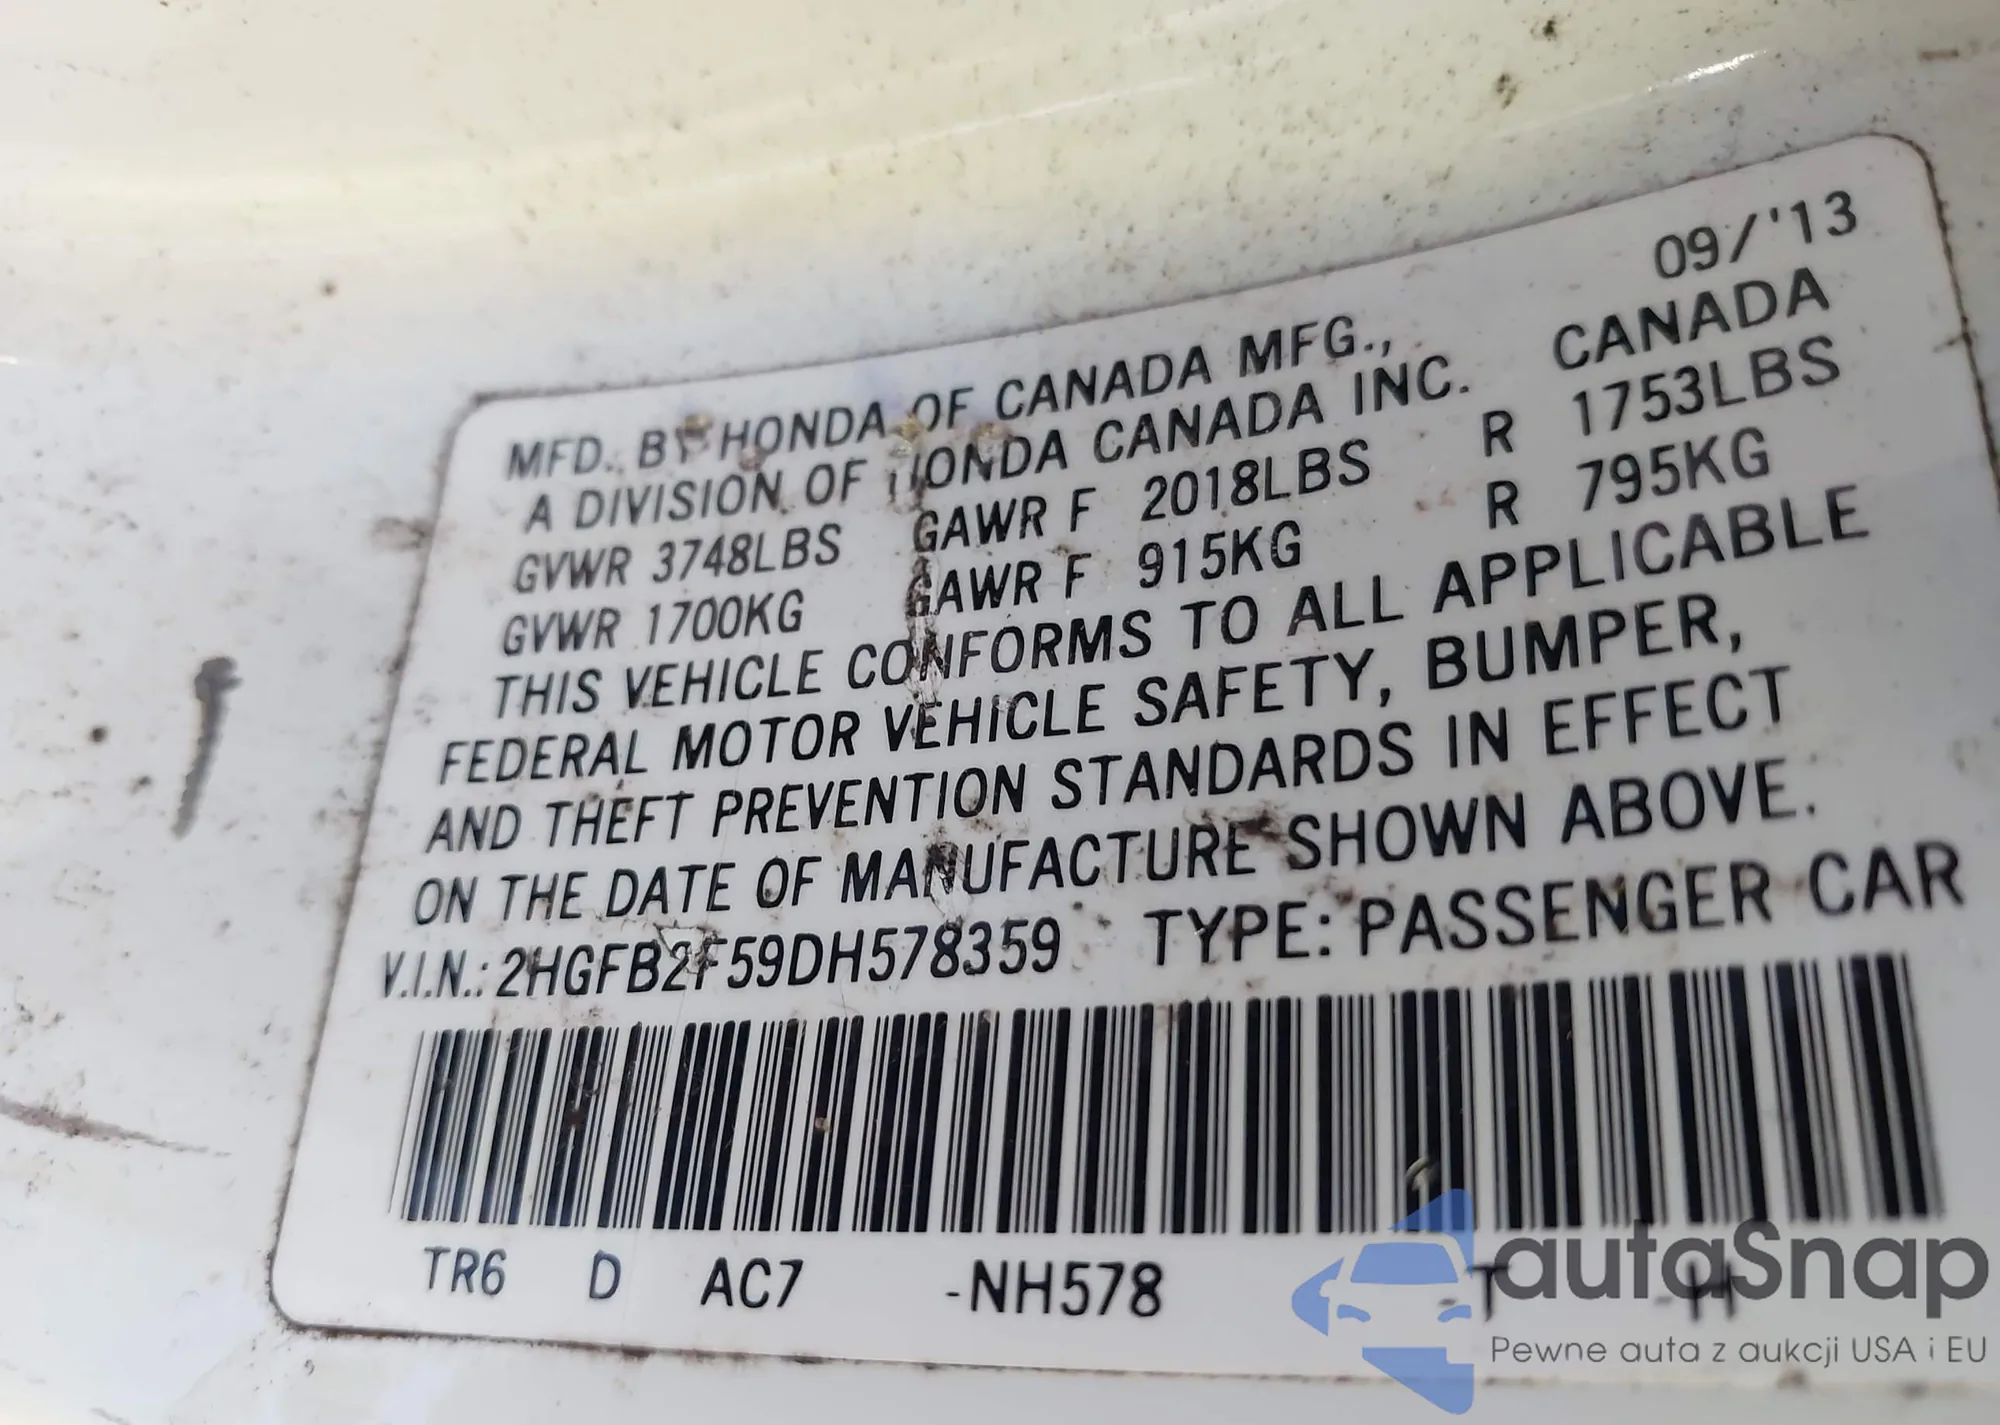 09/'13
MFD. BY HONDA OF CANADA MFG.,
A DIVISION OF HONDA CANADA INC. CANADA
GVWR 3748LBS GAWR F 2018LBS R 1753LBS
GVWR 1700KG GAWR F 915KG R 795KG
THIS VEHICLE CONFORMS TO ALL APPLICABLE
FEDERAL MOTOR VEHICLE SAFETY, BUMPER,
AND THEFT PREVENTION STANDARDS IN EFFECT
ON THE DATE OF MANUFACTURE SHOWN ABOVE.
V.I.N.: 2HGFB2F59DH578359 TYPE: PASSENGER CAR
TR6 D AC7 -NH578 -T -H
autaSnap
Pewne auta z aukcji USA i EU